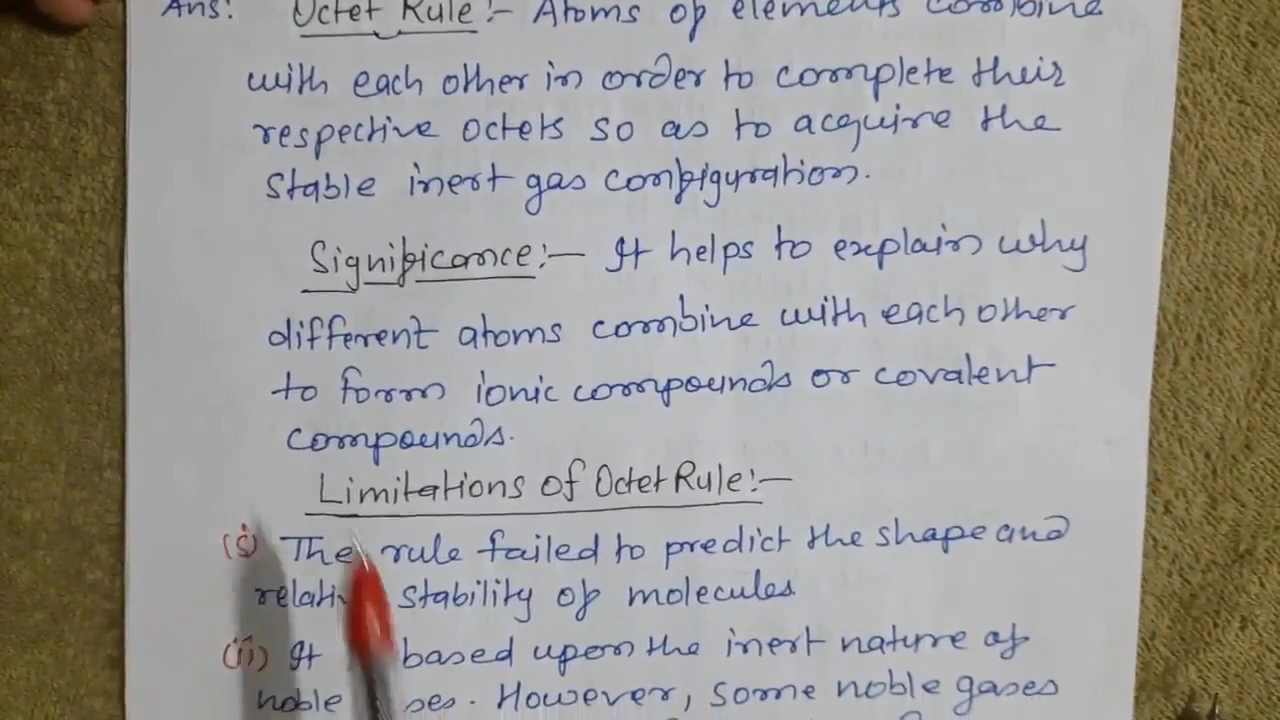 Ans: Octet Rule:- Atoms of elements combine
with each other in order to complete their
respective octets so as to acquire the
stable inert gas configuration.
Significance:- It helps to explain why
different atoms combine with each other
to form ionic compounds or covalent
compounds.
Limitations of Octet Rule:-
(i) The rule failed to predict the shape and
stability of molecules
(ii) It based upon the inert nature of
noble However, some noble gases